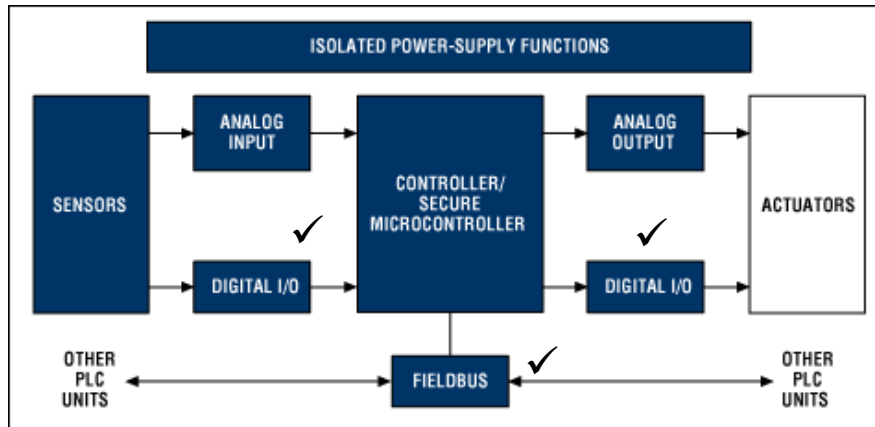 ISOLATED POWER-SUPPLY FUNCTIONS
SENSORS
ANALOG
INPUT
CONTROLLER/
SECURE
MICROCONTROLLER
ANALOG
OUTPUT
ACTUATORS
DIGITAL I/O
DIGITAL I/O
OTHER
PLC
UNITS
FIELDBUS
OTHER
PLC
UNITS